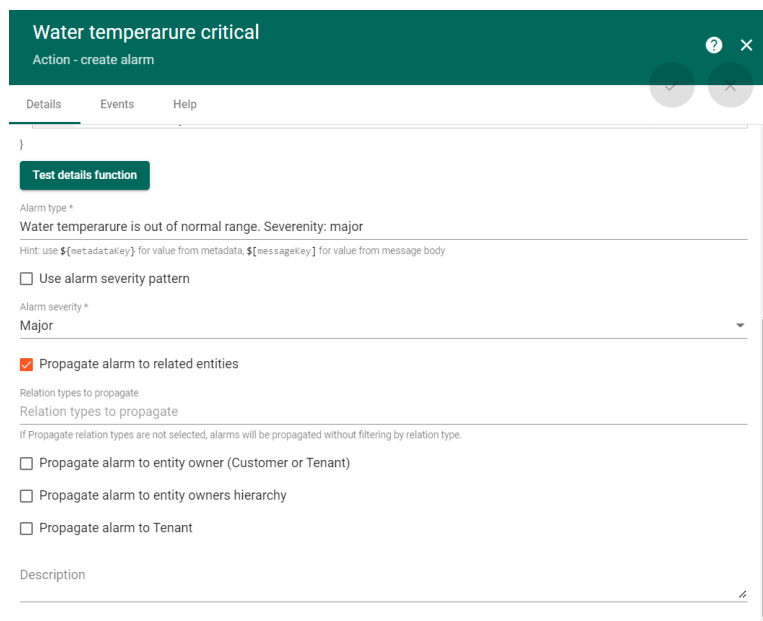 Water temperarure critical
Action - create alarm
Details Events Help
}
Test details function
Alarm type *
Water temperarure is out of normal range. Severenity: major
Hint: use ${metadataKey} for value from metadata, $[messageKey] for value from message body
Use alarm severity pattern
Alarm severity *
Major
Propagate alarm to related entities
Relation types to propagate
Relation types to propagate
If Propagate relation types are not selected, alarms will be propagated without filtering by relation type.
Propagate alarm to entity owner (Customer or Tenant)
Propagate alarm to entity owners hierarchy
Propagate alarm to Tenant
Description